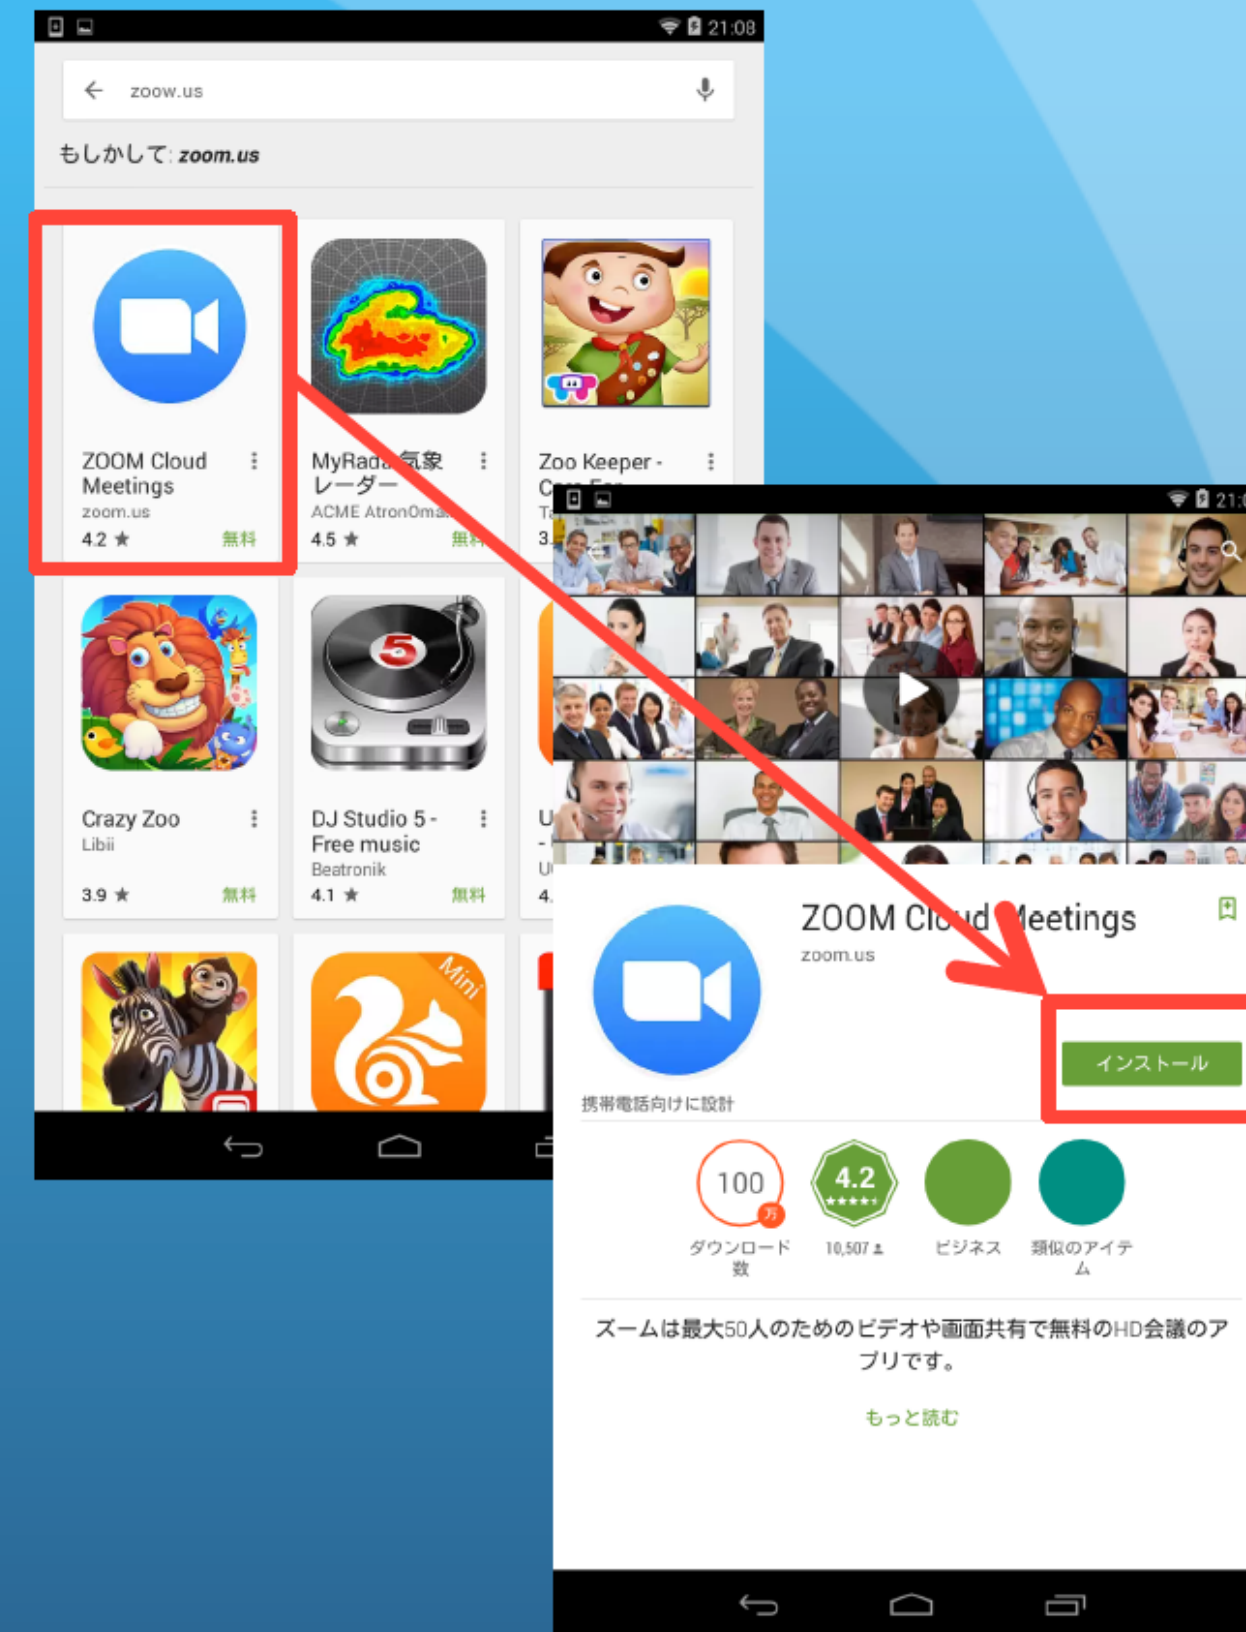 21:08
zoow.us
もしかして: zoom.us
ZOOM Cloud
Meetings
zoom.us
4.2 ★ 無料
MyRada 気象
レーダー
ACME AtronOma...
4.5 ★ 無料
Zoo Keeper -
3.
5
Crazy Zoo
Libii
3.9 ★ 無料
DJ Studio 5 -
Free music
Beatronik
4.1 ★ 無料
U
-
U
4.
Mini
21:0
ZOOM Cloud Meetings
zoom.us
インストール
携帯電話向けに設計
100
万
ダウンロード
数
4.2
10,507
ビジネス
類似のアイテ
ム
ズームは最大50人のためのビデオや画面共有で無料のHD会議のア
プリです。
もっと読む